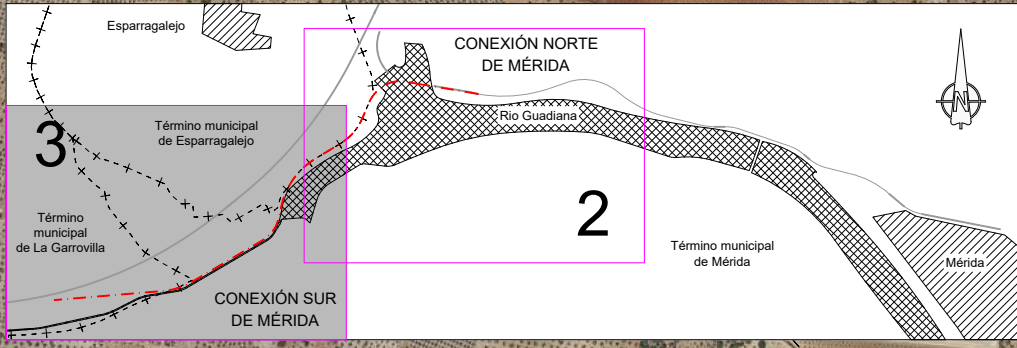 Esparragalejo
CONEXIÓN NORTE
DE MÉRIDA
N
Rio Guadiana
3
Término municipal
de Esparragalejo
2
Término
municipal
de La Garrovilla
Término municipal
de Mérida
Mérida
CONEXIÓN SUR
DE MÉRIDA